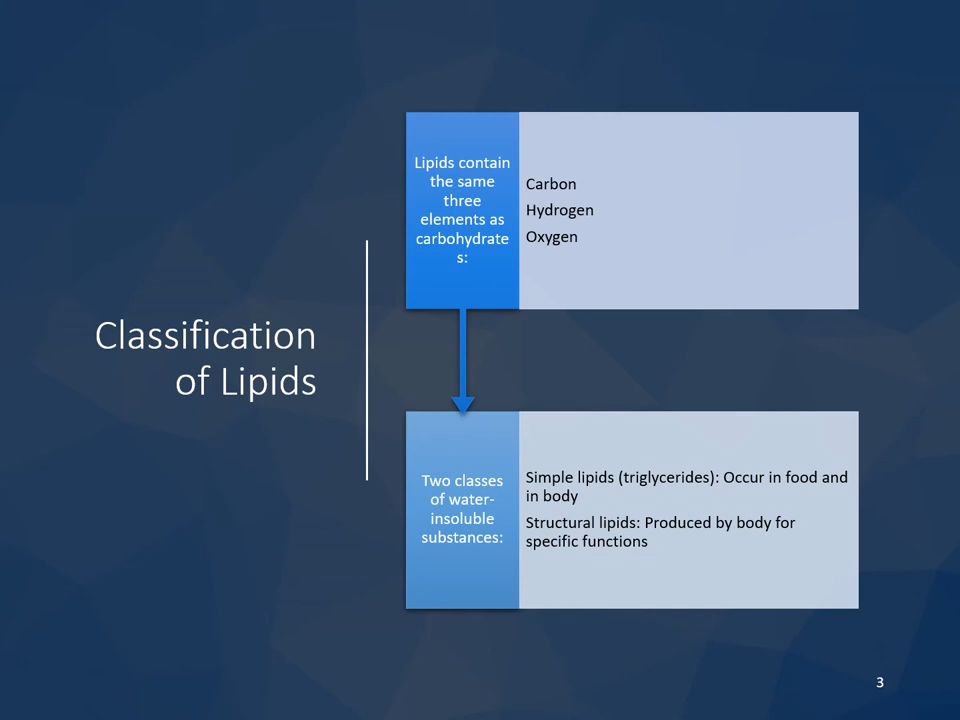 Classification
of Lipids
Lipids contain
the same
three
elements as
carbohydrate
s:
Carbon
Hydrogen
Oxygen
Two classes
of water-
insoluble
substances:
Simple lipids (triglycerides): Occur in food and
in body
Structural lipids: Produced by body for
specific functions
3